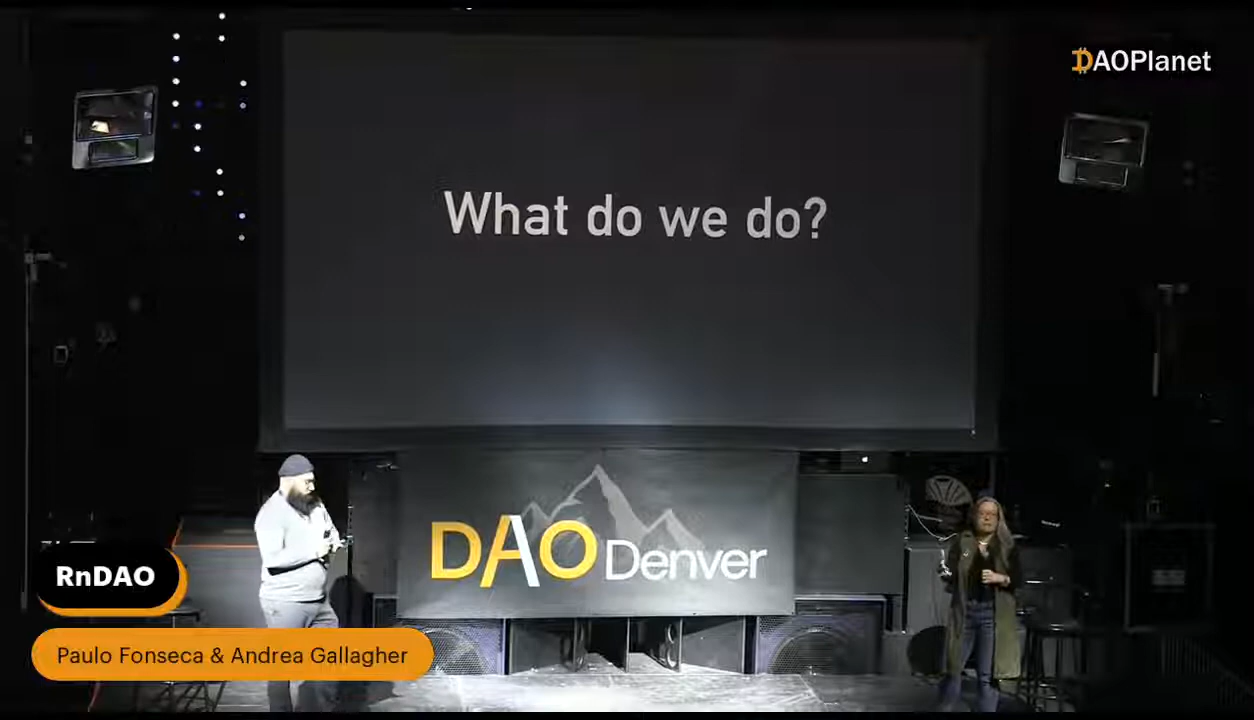 DAOPlanet
What do we do?
DAO Denver
RnDAO
Paulo Fonseca & Andrea Gallagher